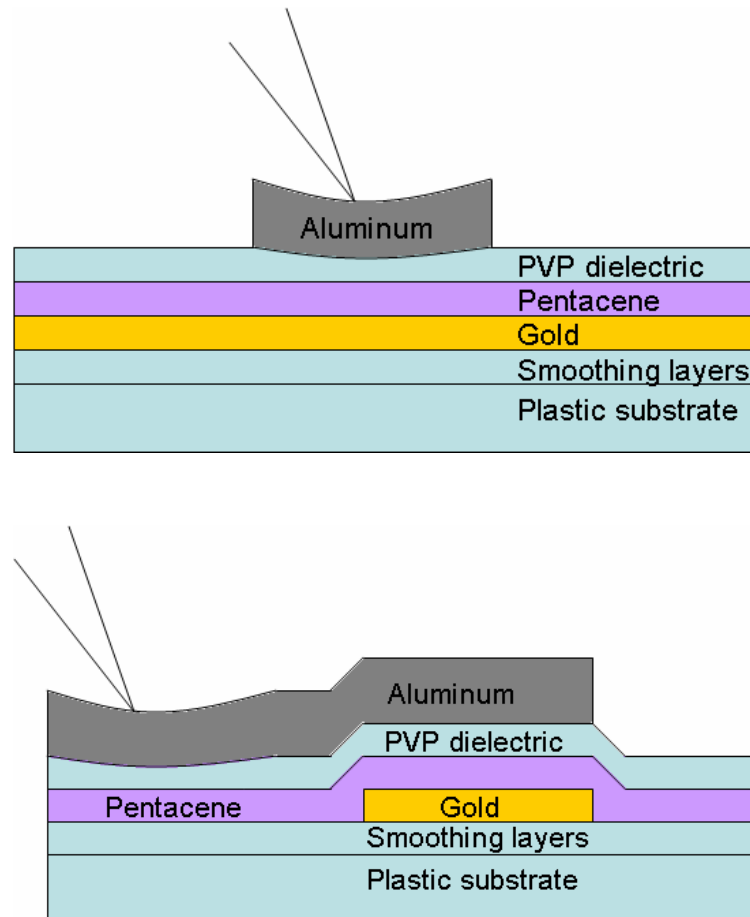 Aluminum
PVP dielectric
Pentacene
Gold
Smoothing layers
Plastic substrate
Aluminum
PVP dielectric
Pentacene
Gold
Smoothing layers
Plastic substrate